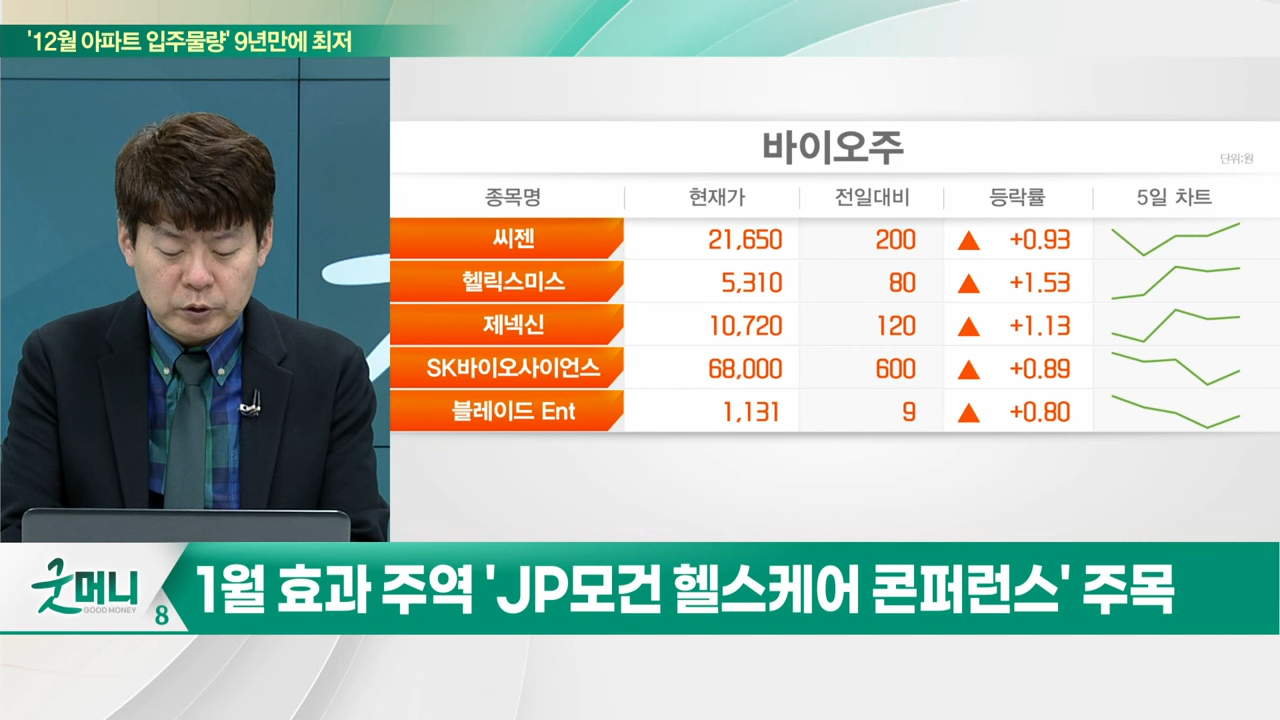 '12월 아파트 입주물량' 9년만에 최저
바이오주
단위:원
종목명 현재가 전일대비 등락률 5일 차트
씨젠 21,650 200 ▲ +0.93
헬릭스미스 5,310 80 ▲ +1.53
제넥신 10,720 120 ▲ +1.13
SK바이오사이언스 68,000 600 ▲ +0.89
블레이드 Ent 1,131 9 ▲ +0.80
굿머니
GOOD MONEY
8
1월 효과 주역 'JP모건 헬스케어 콘퍼런스' 주목